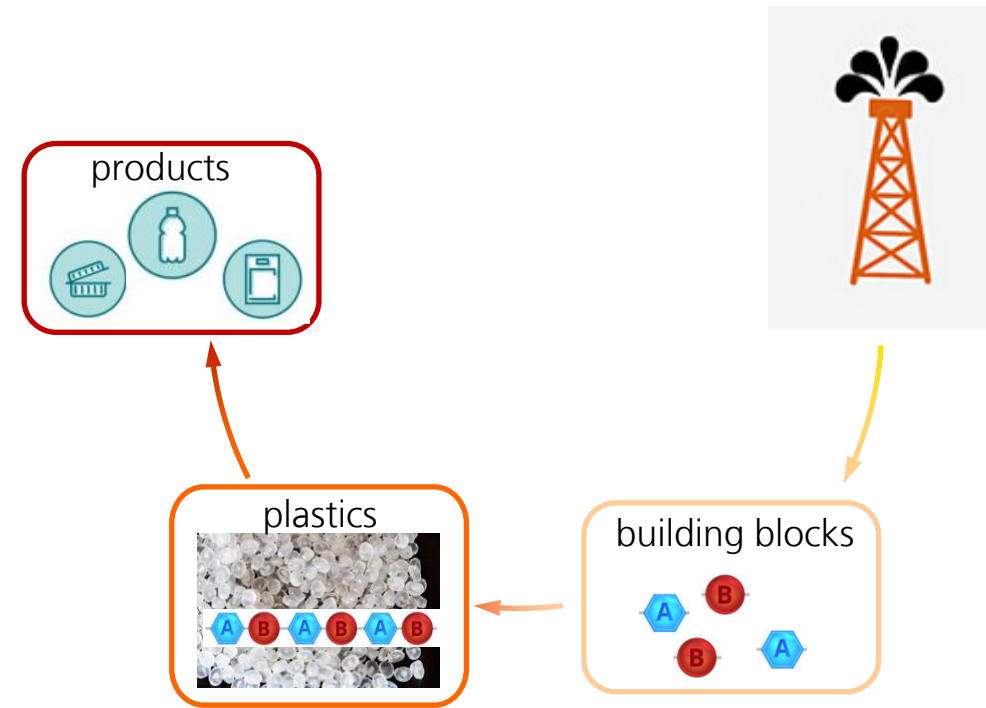 products
plastics
A B A B A B
building blocks
A B
B A